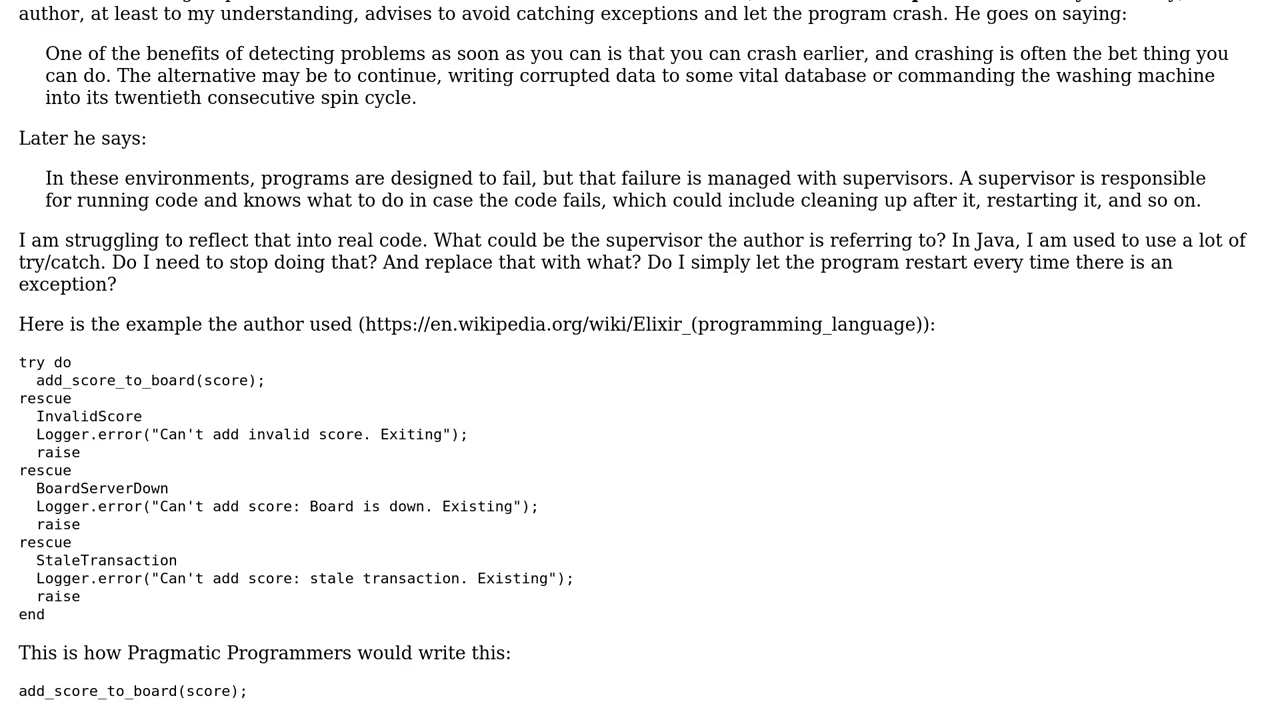 author, at least to my understanding, advises to avoid catching exceptions and let the program crash. He goes on saying:
One of the benefits of detecting problems as soon as you can is that you can crash earlier, and crashing is often the bet thing you
can do. The alternative may be to continue, writing corrupted data to some vital database or commanding the washing machine
into its twentieth consecutive spin cycle.
Later he says:
In these environments, programs are designed to fail, but that failure is managed with supervisors. A supervisor is responsible
for running code and knows what to do in case the code fails, which could include cleaning up after it, restarting it, and so on.
I am struggling to reflect that into real code. What could be the supervisor the author is referring to? In Java, I am used to use a lot of
try/catch. Do I need to stop doing that? And replace that with what? Do I simply let the program restart every time there is an
exception?
Here is the example the author used (https://en.wikipedia.org/wiki/Elixir_(programming_language)):
try do
  add_score_to_board(score);
rescue
  InvalidScore
  Logger.error("Can't add invalid score. Exiting");
  raise
rescue
  BoardServerDown
  Logger.error("Can't add score: Board is down. Existing");
  raise
rescue
  StaleTransaction
  Logger.error("Can't add score: stale transaction. Existing");
  raise
end
This is how Pragmatic Programmers would write this:
add_score_to_board(score);